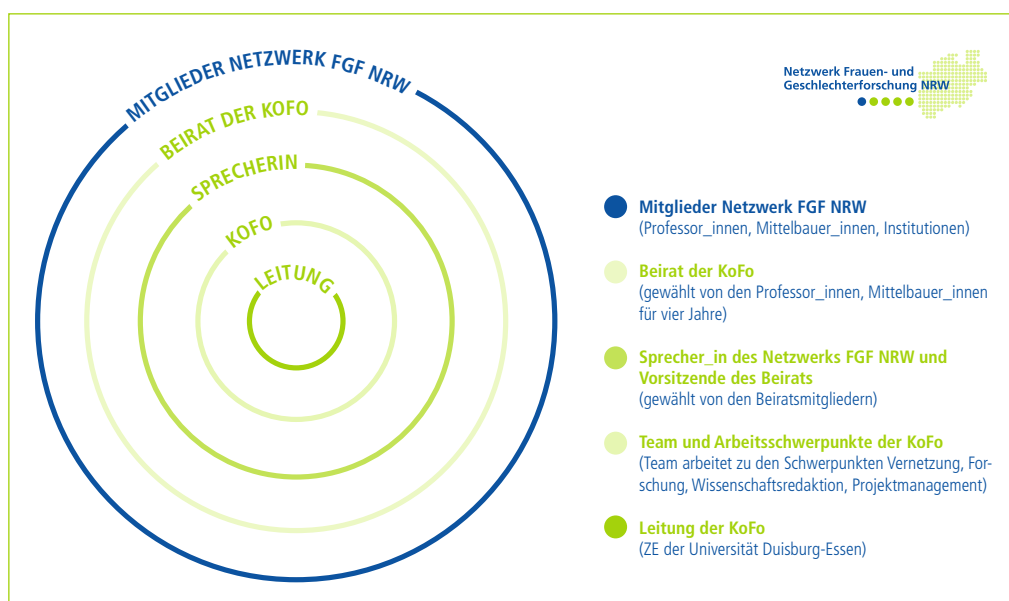 MITGLIEDER NETZWERK FGF NRW
BEIRAT DER KOFO
SPRECHERIN
KOFO
LEITUNG
Netzwerk Frauen- und
Geschlechterforschung NRW
Mitglieder Netzwerk FGF NRW
(Professor_innen, Mittelbauer_innen, Institutionen)
Beirat der KoFo
(gewählt von den Professor_innen, Mittelbauer_innen
für vier Jahre)
Sprecher_in des Netzwerks FGF NRW und
Vorsitzende des Beirats
(gewählt von den Beiratsmitgliedern)
Team und Arbeitsschwerpunkte der KoFo
(Team arbeitet zu den Schwerpunkten Vernetzung, For-
schung, Wissenschaftsredaktion, Projektmanagement)
Leitung der KoFo
(ZE der Universität Duisburg-Essen)